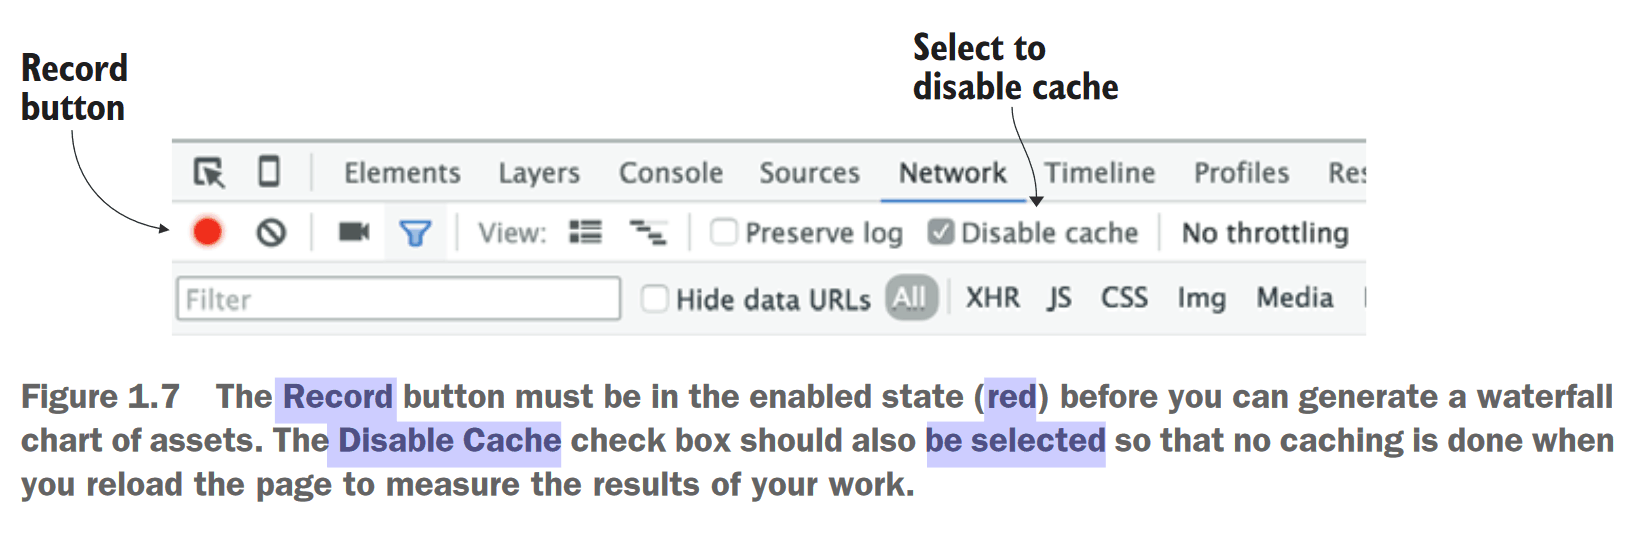 Record
button
Select to
disable cache
Elements Layers Console Sources Network Timeline Profiles Res
View: Preserve log Disable cache No throttling
Filter Hide data URLs All XHR JS CSS Img Media
Figure 1.7 The Record button must be in the enabled state (red) before you can generate a waterfall
chart of assets. The Disable Cache check box should also be selected so that no caching is done when
you reload the page to measure the results of your work.